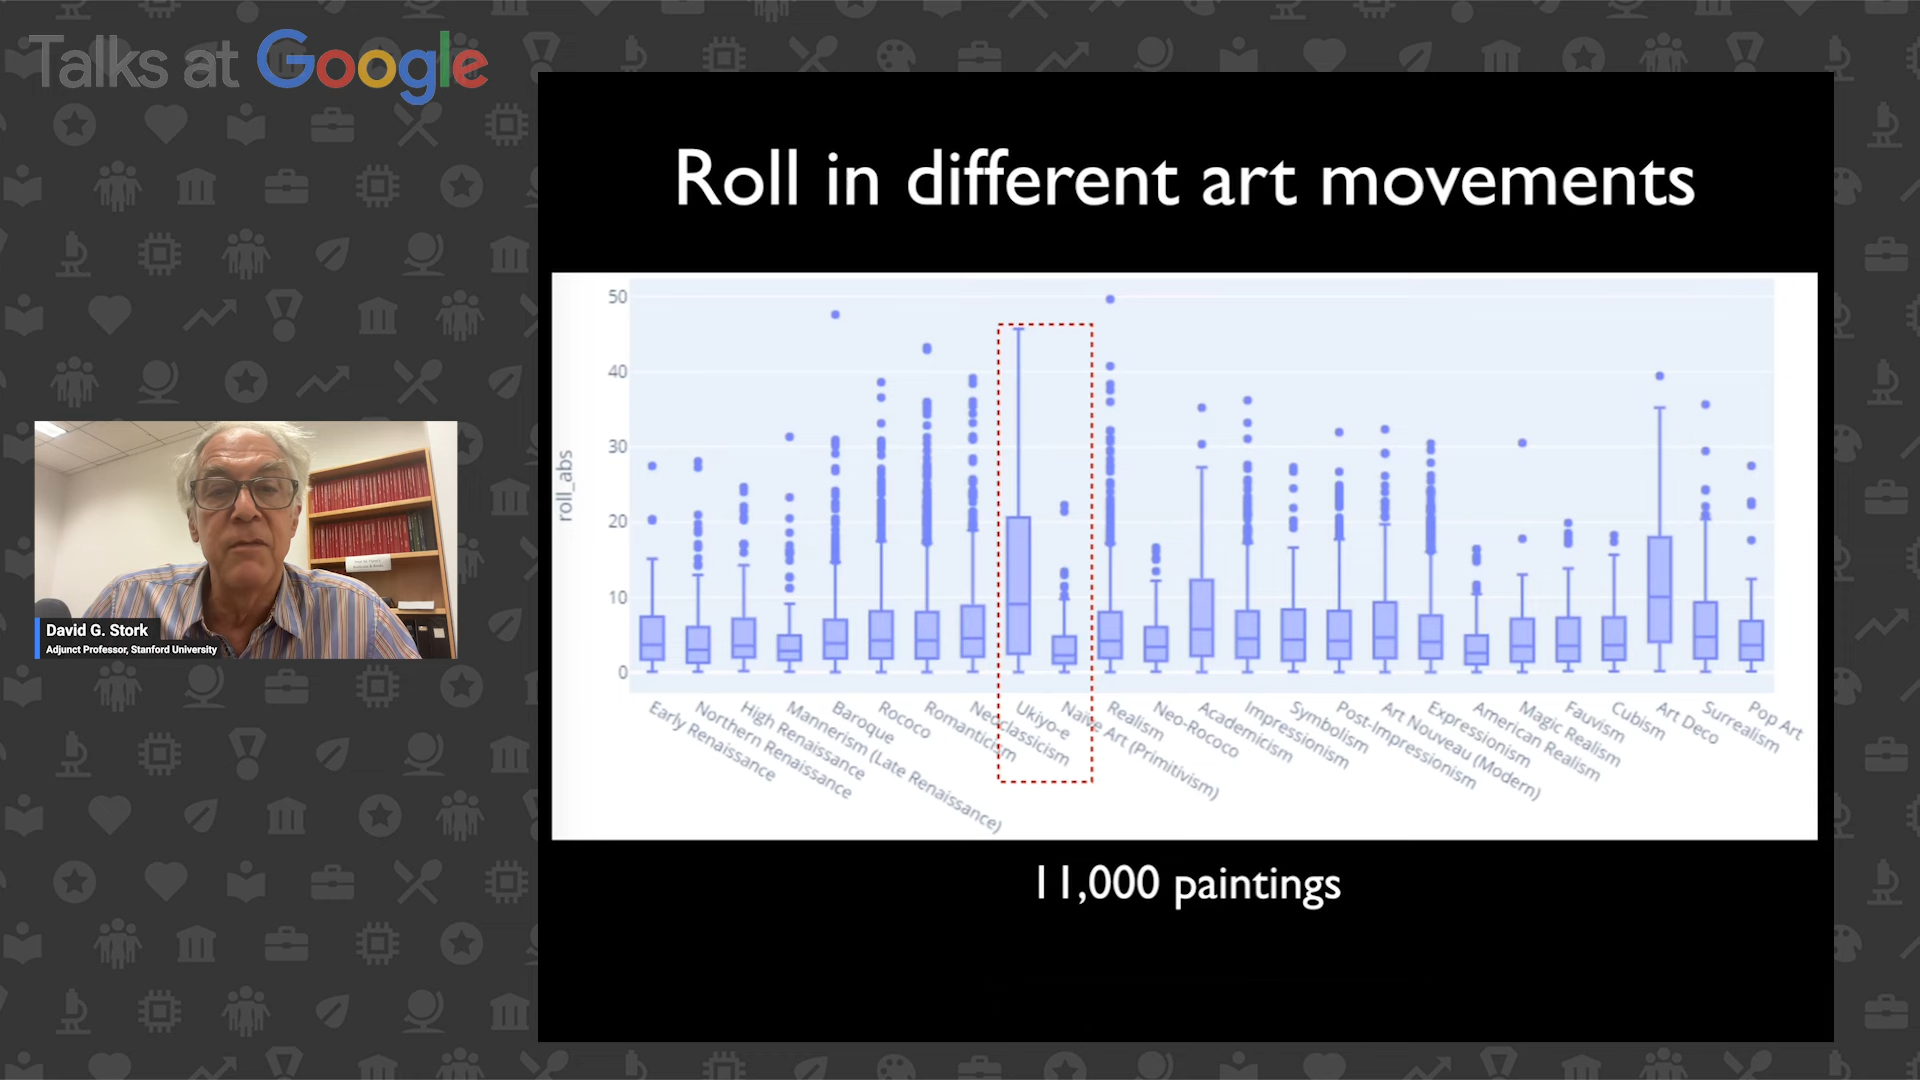 Talks at Google
Roll in different art movements
50
40
30
20
10
0
roll_abs
Early Renaissance
Northern Renaissance
High Renaissance
Mannerism (Late Renaissance)
Baroque
Rococo
Romanticism
Neoclassicism
Ukiyo-e
Naïve Art (Primitivism)
Realism
Neo-Rococo
Academicism
Impressionism
Symbolism
Post-Impressionism
Art Nouveau (Modern)
Expressionism
American Realism
Magic Realism
Fauvism
Cubism
Art Deco
Surrealism
Pop Art
11,000 paintings
David G. Stork
Adjunct Professor, Stanford University